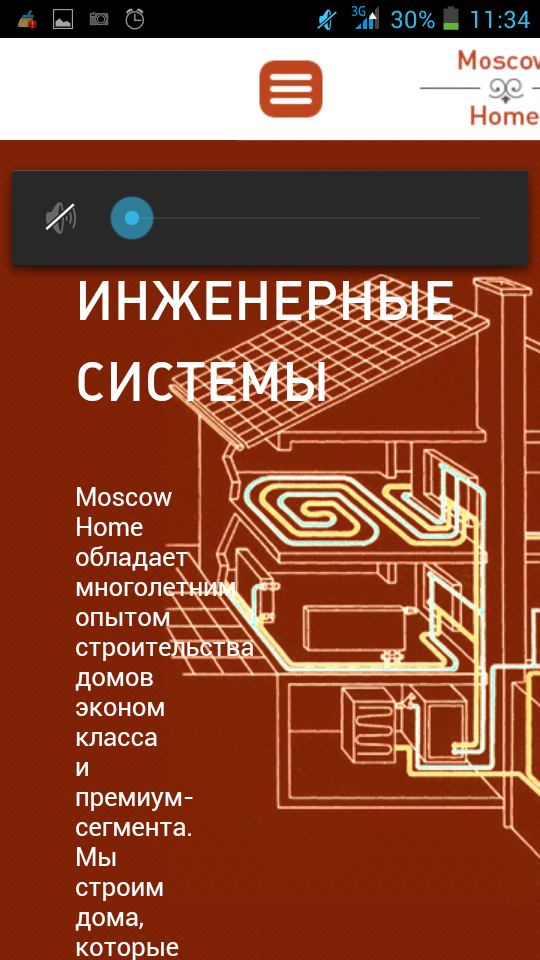 3G 30% 11:34
Moscow
Home
ИНЖЕНЕРНЫЕ
СИСТЕМЫ
Moscow
Home
обладает
многолетним
опытом
строительства
домов
эконом
класса
и
премиум-
сегмента.
Мы
строим
дома,
которые